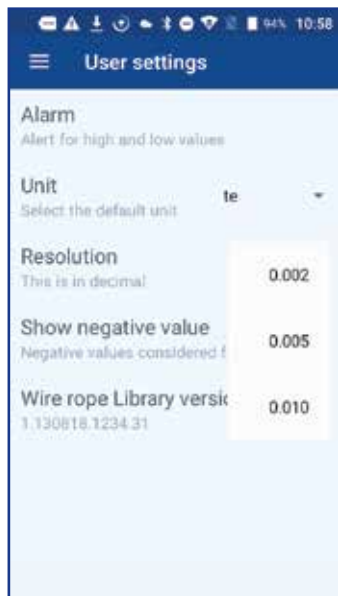 94% 10:58
User settings
Alarm
Alert for high and low values
Unit
te
Select the default unit
Resolution
This is in decimal
0.002
Show negative value
Negative values considered f
0.005
Wire rope Library versic
1.130818.1234.31
0.010